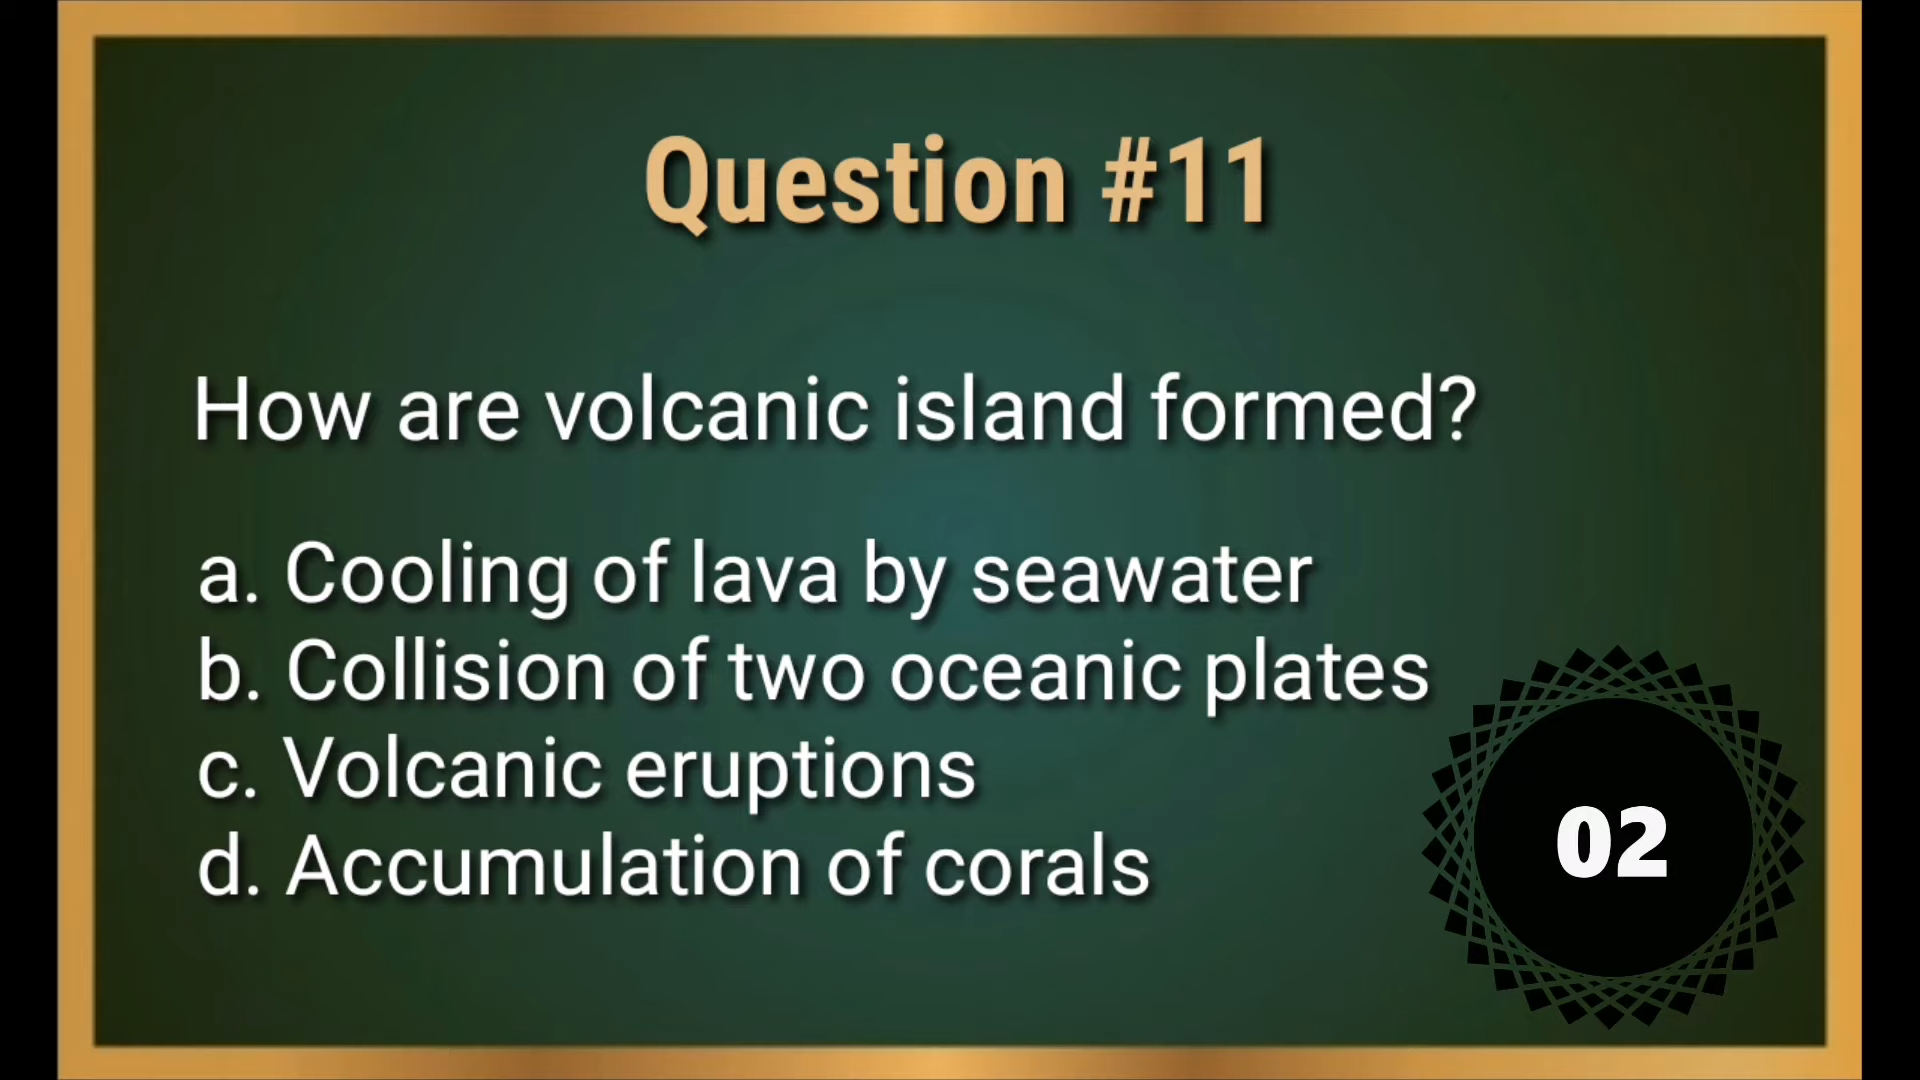 Question #11
How are volcanic island formed?
a. Cooling of lava by seawater
b. Collision of two oceanic plates
c. Volcanic eruptions
d. Accumulation of corals
02